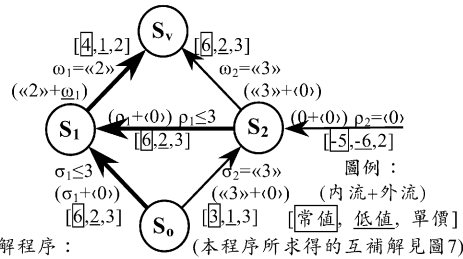 Sv
[4,1,2] [6,2,3]
ω1=«2» ω2=«3»
(«2»+ω1) («3»+‹0›)
(ρ1+‹0›) ρ1≤3 (0+‹0›) ρ2=‹0›
S1 S2
[6,2,3] [-5,-6,2]
σ1≤3 σ2=«3» 圖例：
(σ1+‹0›) («3»+‹0›) (内流+外流)
[6,2,3] So [3,1,3] [常值, 低值, 單價]
解程序： (本程序所求得的互補解見圖7)